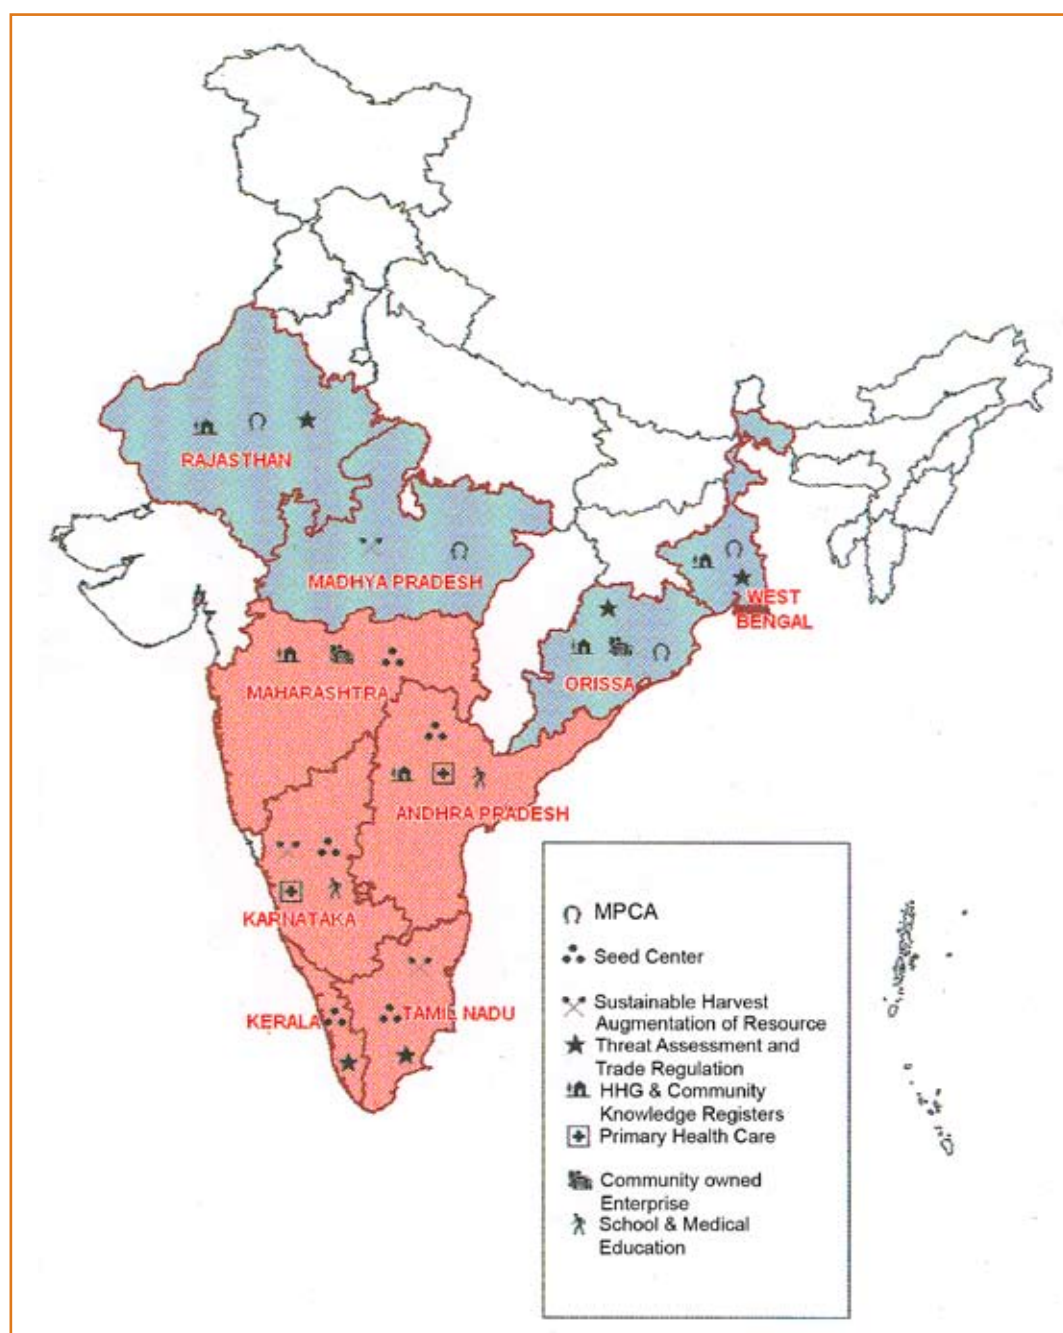 RAJASTHAN
MADHYA PRADESH
WEST
BENGAL
ORISSA
MAHARASHTRA
ANDHRA PRADESH
KARNATAKA
KERALA
TAMIL NADU
MPCA
Seed Center
Sustainable Harvest
Augmentation of Resource
Threat Assessment and
Trade Regulation
HHG & Community
Knowledge Registers
Primary Health Care
Community owned
Enterprise
School & Medical
Education